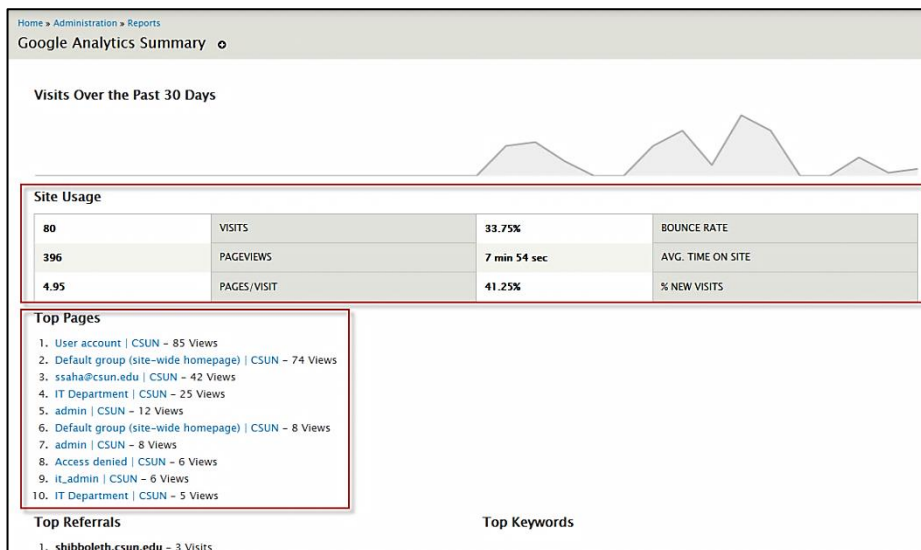 Home » Administration » Reports
Google Analytics Summary
Visits Over the Past 30 Days
Site Usage
80 VISITS 33.75% BOUNCE RATE
396 PAGEVIEWS 7 min 54 sec AVG. TIME ON SITE
4.95 PAGES/VISIT 41.25% % NEW VISITS
Top Pages
1. User account | CSUN – 85 Views
2. Default group (site-wide homepage) | CSUN – 74 Views
3. ssaha@csun.edu | CSUN – 42 Views
4. IT Department | CSUN – 25 Views
5. admin | CSUN – 12 Views
6. Default group (site-wide homepage) | CSUN – 8 Views
7. admin | CSUN – 8 Views
8. Access denied | CSUN – 6 Views
9. it_admin | CSUN – 6 Views
10. IT Department | CSUN – 5 Views
Top Referrals Top Keywords
1. shibboleth.csun.edu – 3 Visits